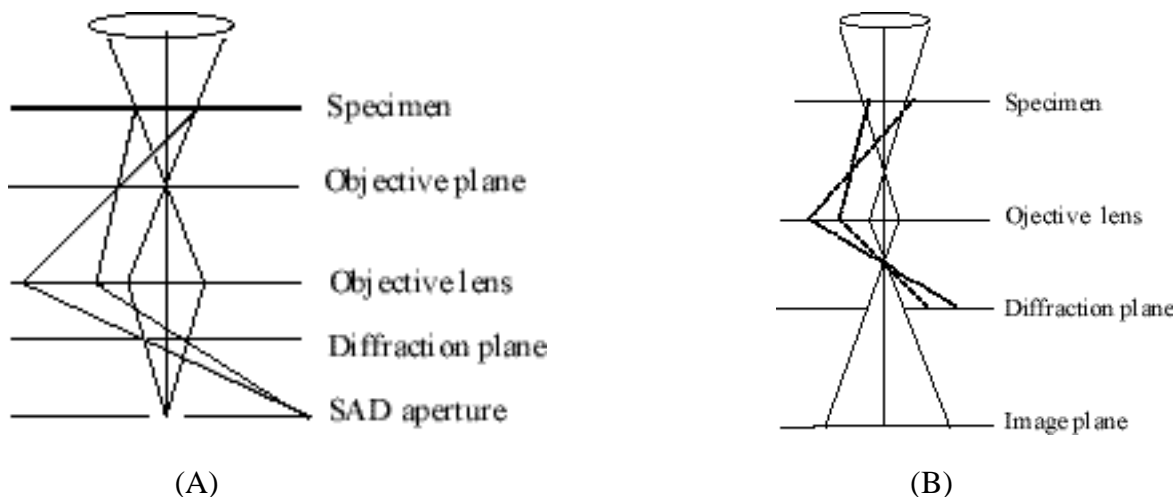 Specimen
Objective plane
Objective lens
Diffraction plane
SAD aperture
(A)
Specimen
Ojective lens
Diffraction plane
Image plane
(B)